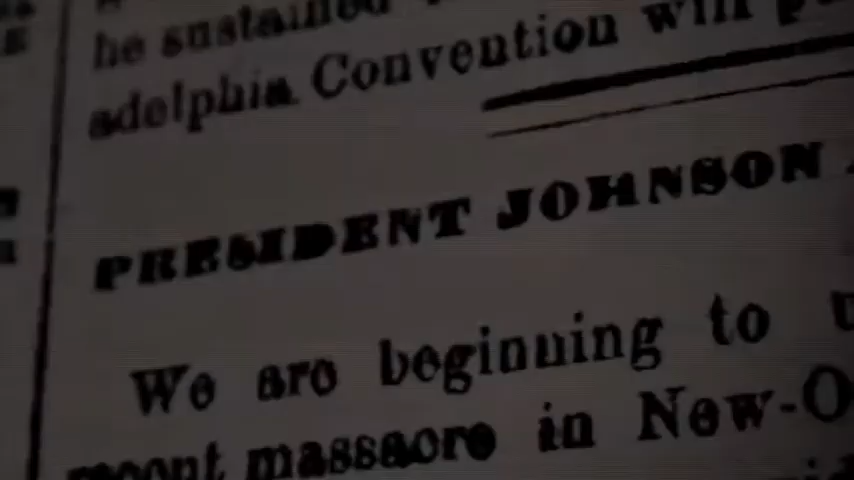 be sustained
adelphia Convention will
PRESIDENT JOHNSON
We are beginning to
recent massacre in New-O